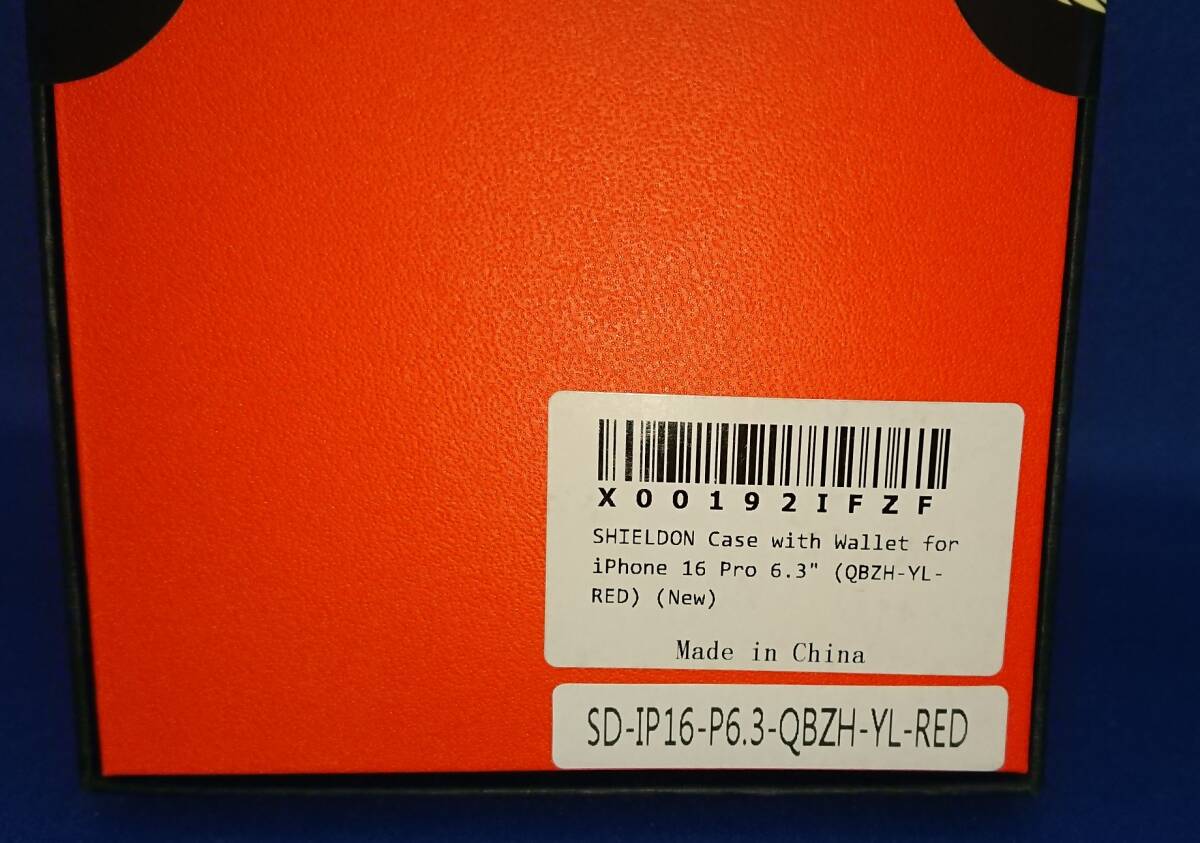 X00192IFZF
SHIELDON Case with Wallet for
iPhone 16 Pro 6.3" (QBZH-YL-
RED) (New)
Made in China
SD-IP16-P6.3-QBZH-YL-RED